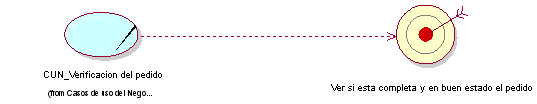 CUN_Verificacion del pedido
(from Casos de uso del Nego...
Ver si esta completa y en buen estado el pedido